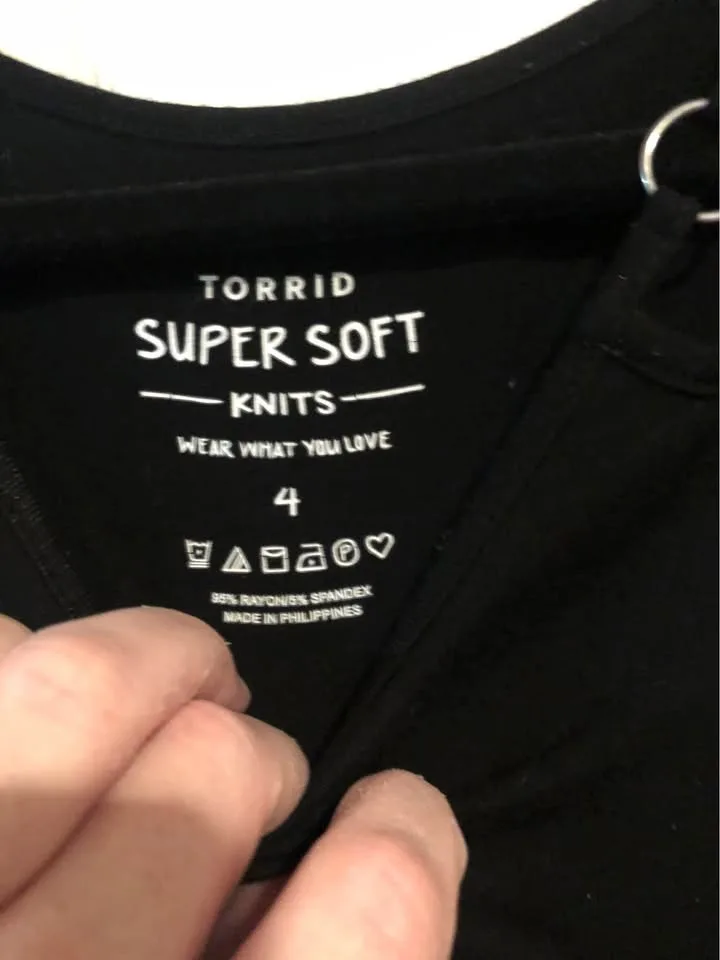 TORRID
SUPER SOFT
KNITS
WEAR WHAT YOU LOVE
4
P
95% RAYON/5% SPANDEX
MADE IN PHILIPPINES